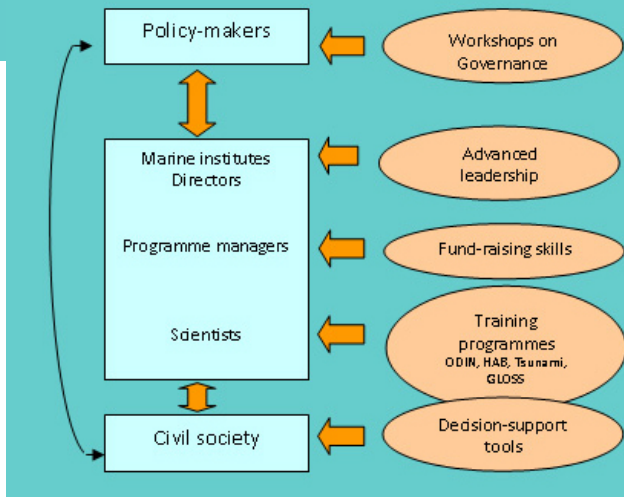 Policy-makers
Workshops on
Governance
Marine institutes
Directors
Advanced
leadership
Programme managers
Fund-raising skills
Scientists
Training
programmes
ODIN, HAB, Tsunami,
GLOSS
Civil society
Decision-support
tools